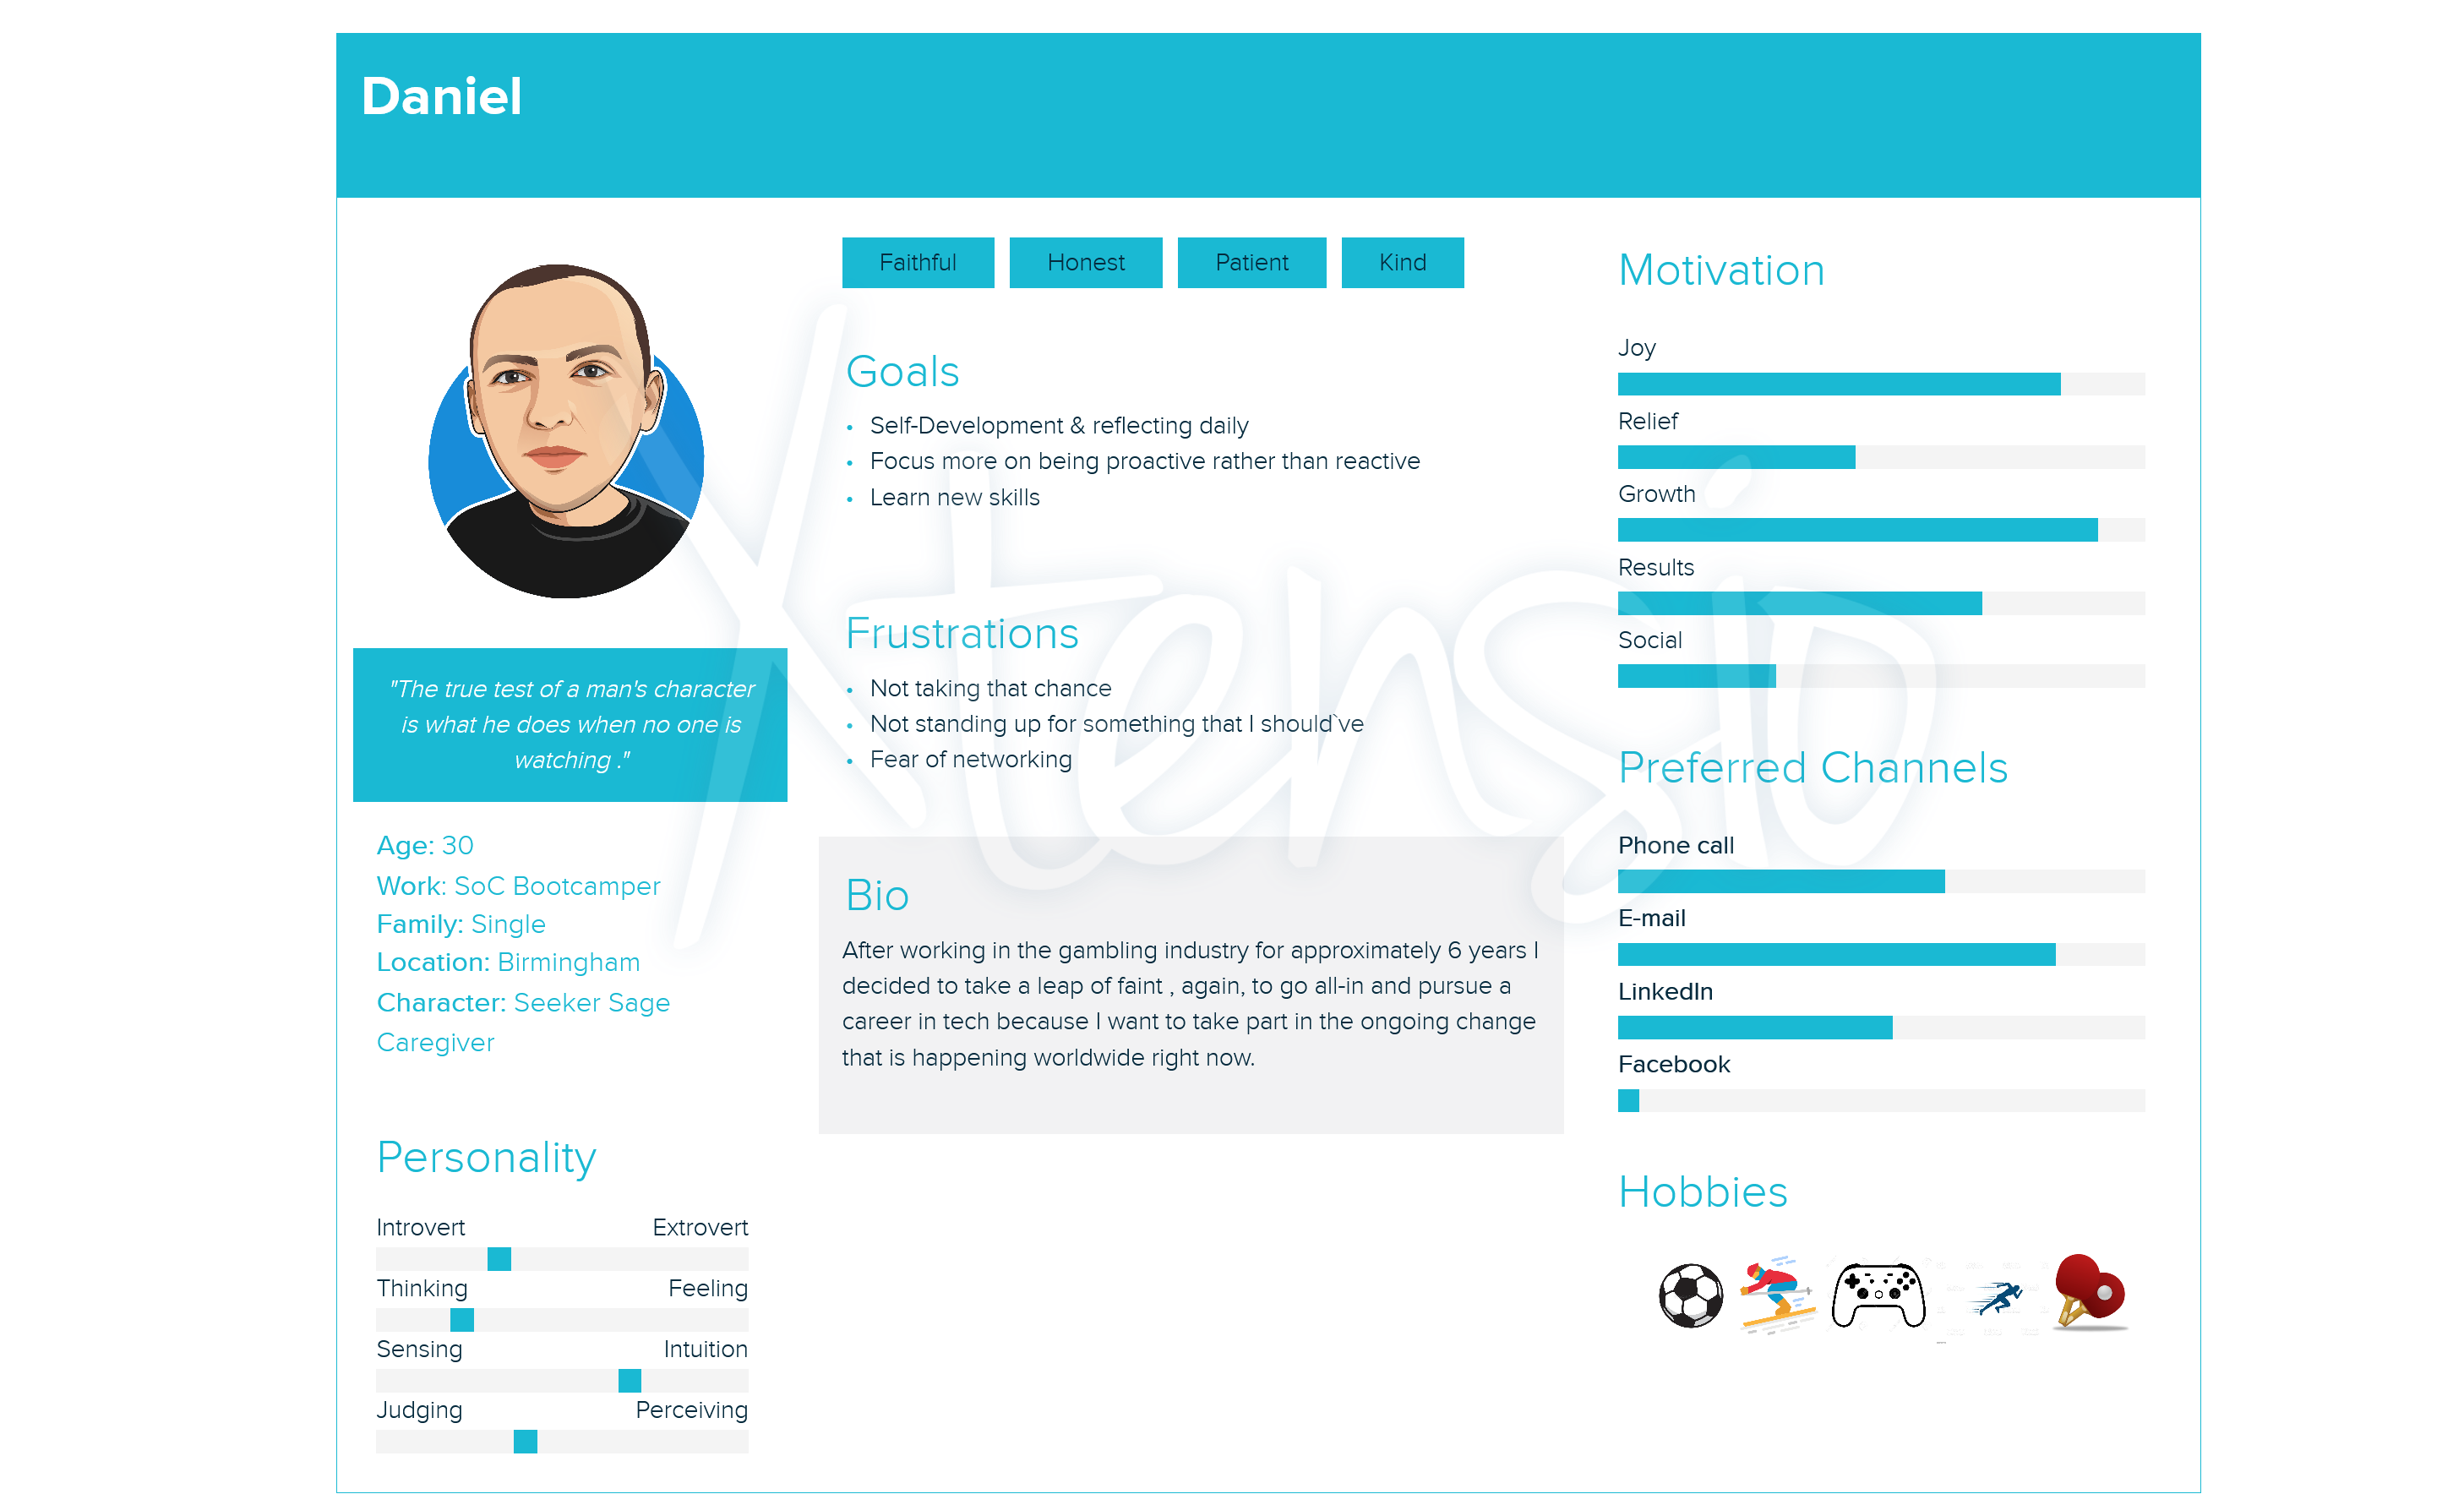 Daniel
Faithful
Honest
Patient
Kind
"The true test of a man's character
is what he does when no one is
watching ."
Age: 30
Work: SoC Bootcamper
Family: Single
Location: Birmingham
Character: Seeker Sage
Caregiver
Personality
Introvert Extrovert
Thinking Feeling
Sensing Intuition
Judging Perceiving
Goals
• Self-Development & reflecting daily
• Focus more on being proactive rather than reactive
• Learn new skills
Frustrations
• Not taking that chance
• Not standing up for something that I should`ve
• Fear of networking
Bio
After working in the gambling industry for approximately 6 years I
decided to take a leap of faint , again, to go all-in and pursue a
career in tech because I want to take part in the ongoing change
that is happening worldwide right now.
Motivation
Joy
Relief
Growth
Results
Social
Preferred Channels
Phone call
E-mail
LinkedIn
Facebook
Hobbies
xtensio